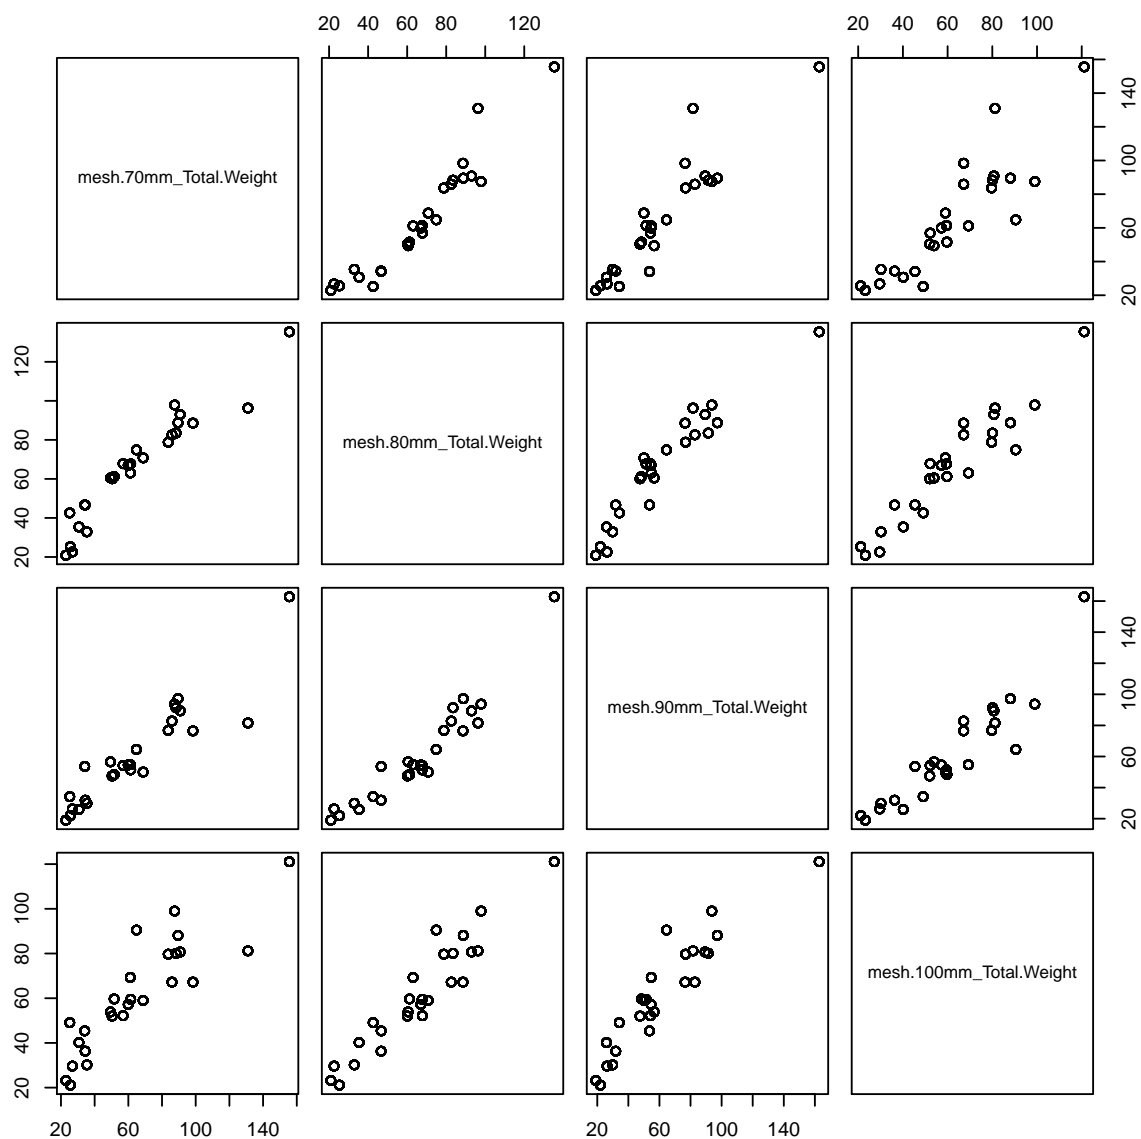 20 40 60 80 120
20 40 60 80 100
mesh.70mm_Total.Weight
20 60 100 140
20 40 60 80 120
mesh.80mm_Total.Weight
mesh.90mm_Total.Weight
20 60 100 140
20 40 60 80 100
mesh.100mm_Total.Weight
20 60 100 140
20 60 100 140